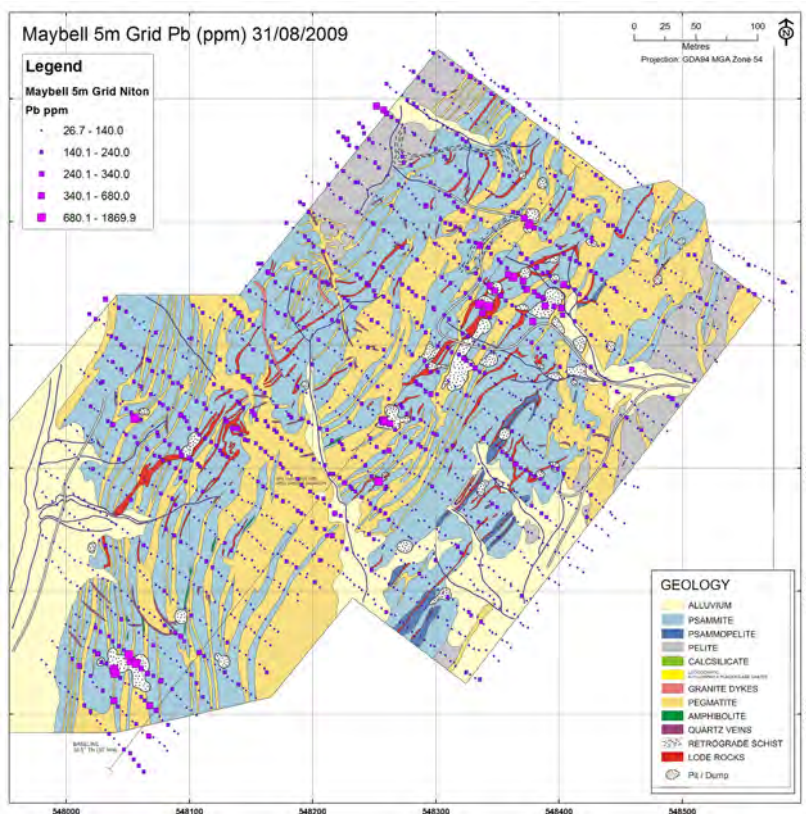 Maybell 5m Grid Pb (ppm) 31/08/2009
0 25 50 100
Metres
Projection: GDA94 MGA Zone 54
N
Legend
Maybell 5m Grid Niton
Pb ppm
26.7 - 140.0
140.1 - 240.0
240.1 - 340.0
340.1 - 680.0
680.1 - 1869.9
GEOLOGY
ALLUVIUM
PSAMMITE
PSAMMOPELITE
PELITE
CALCSILICATE
GRANITE DYKES
PEGMATITE
AMPHIBOLITE
QUARTZ VEINS
RETROGRADE SCHIST
LODE ROCKS
Pit / Dump
BASELINE
548000 548100 548200 548300 548400 548500